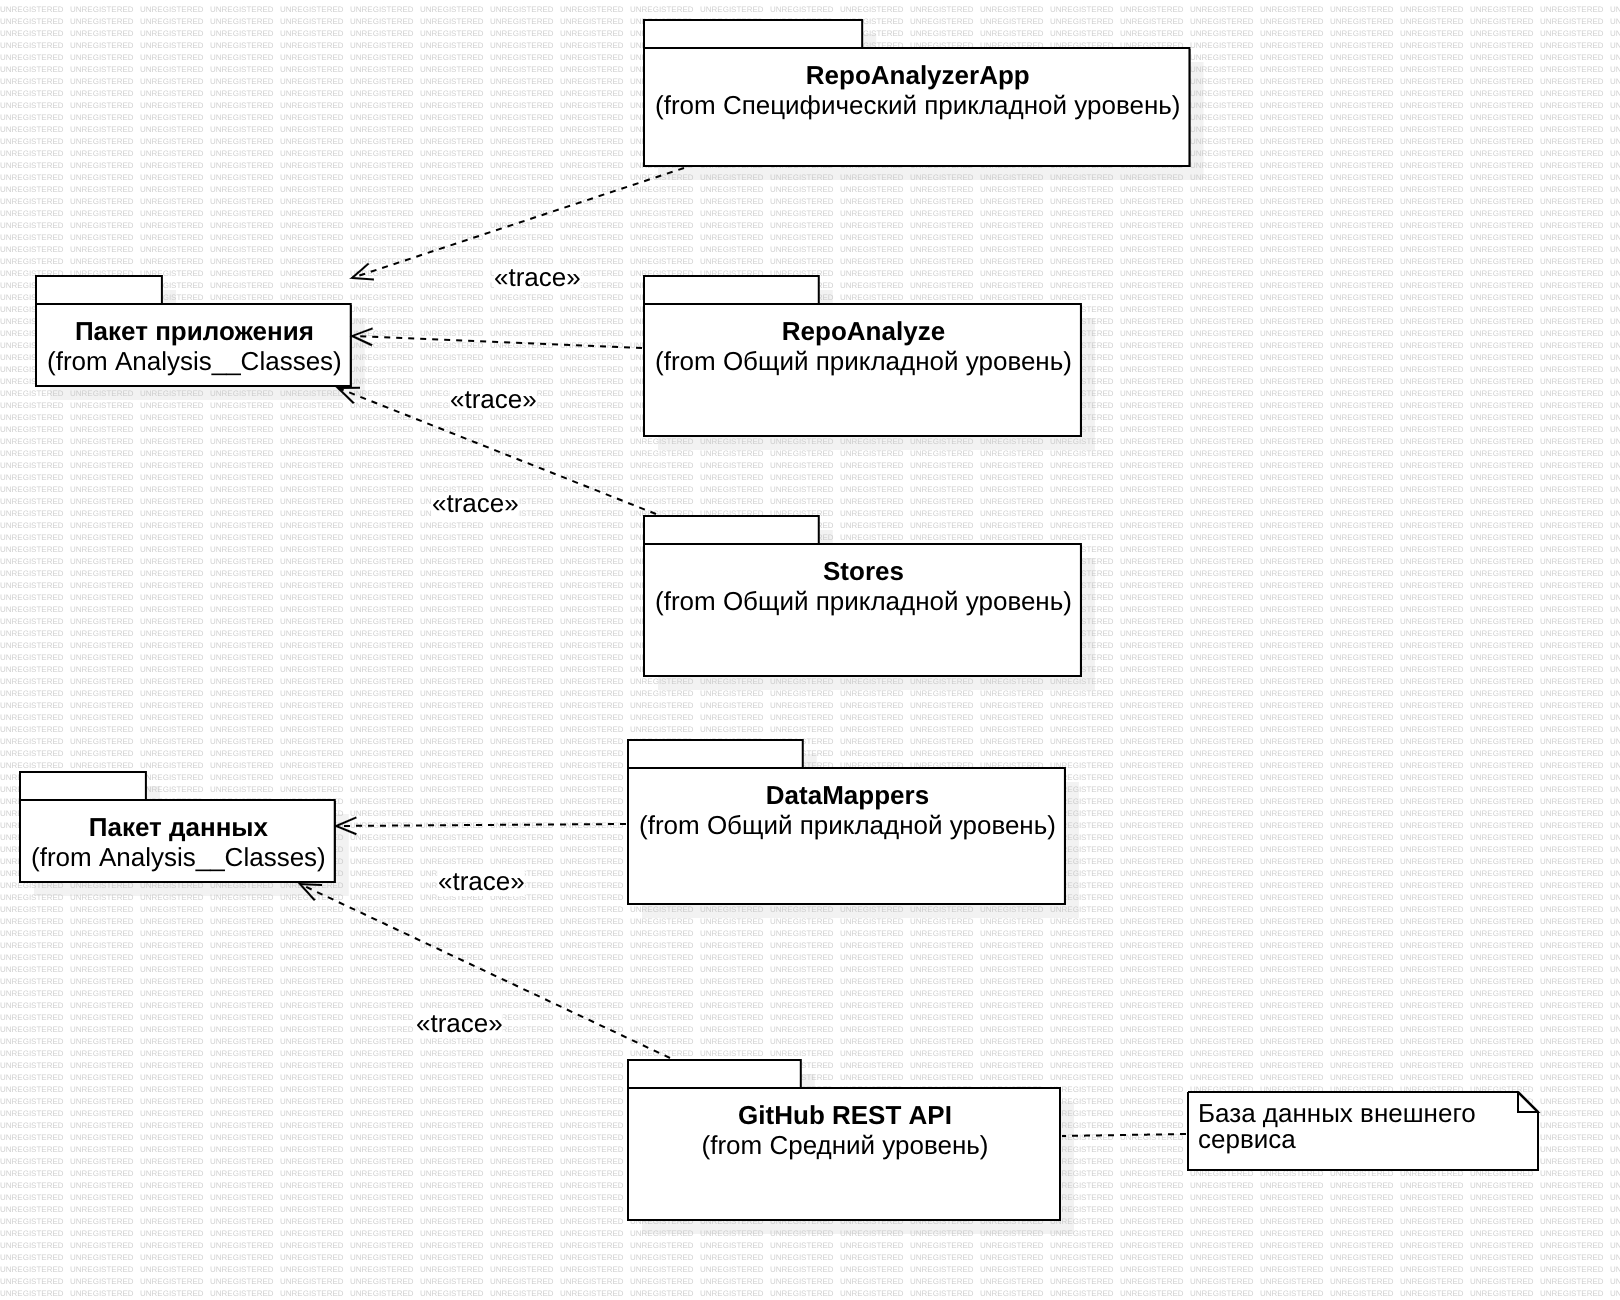 RepoAnalyzerApp
(from Специфический прикладной уровень)
«trace»
Пакет приложения
(from Analysis__Classes)
RepoAnalyze
(from Общий прикладной уровень)
«trace»
«trace»
Stores
(from Общий прикладной уровень)
DataMappers
(from Общий прикладной уровень)
Пакет данных
(from Analysis__Classes)
«trace»
«trace»
GitHub REST API
(from Средний уровень)
База данных внешнего
сервиса
UNREGISTERED